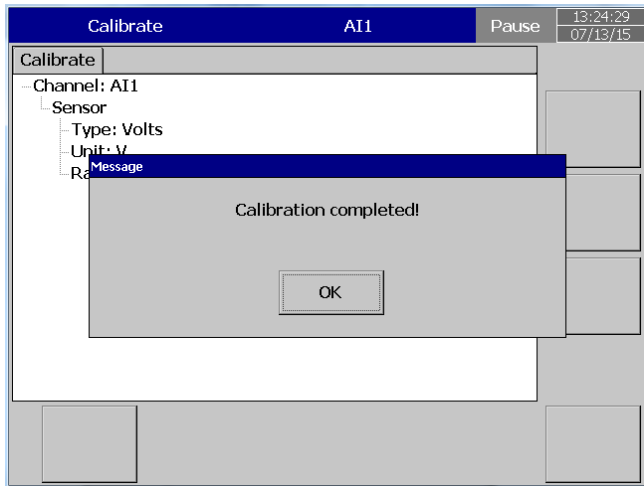 Calibrate AI1 Pause 13:24:29
07/13/15
Calibrate
Channel: AI1
Sensor
Type: Volts
Unit: V
Ra
Message
Calibration completed!
OK